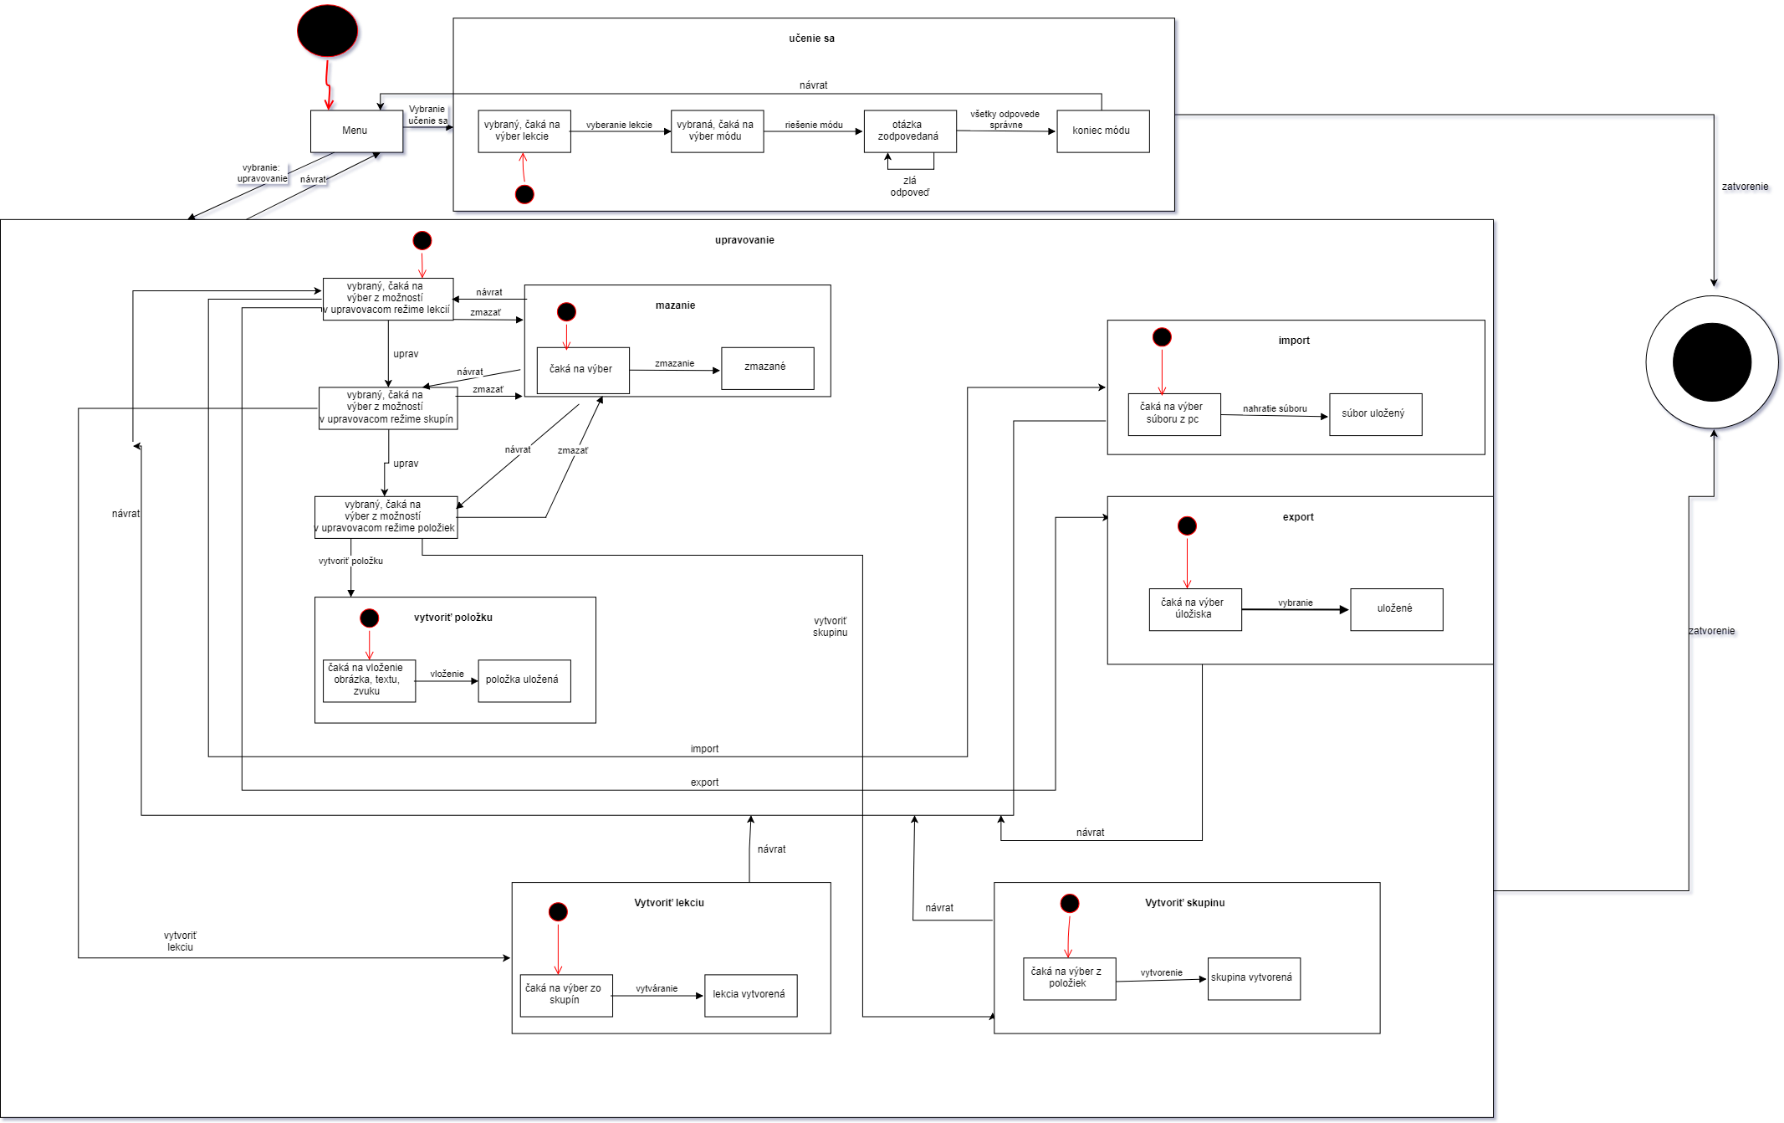 učenie sa
návrat
Vybranie
učenie sa
Menu
vybraný, čaká na
výber lekcie
vyberanie lekcie
vybraná, čaká na
výber módu
riešenie módu
otázka
zodpovedaná
všetky odpovede
správne
koniec módu
zlá
odpoveď
vybranie:
upravovanie
návrat
zatvorenie
upravovanie
vybraný, čaká na
výber z možností
v upravovacom režime lekcií
návrat
zmazať
mazanie
čaká na výber
zmazanie
zmazané
uprav
návrat
zmazať
vybraný, čaká na
výber z možností
v upravovacom režime skupín
import
čaká na výber
súboru z pc
nahratie súboru
súbor uložený
uprav
návrat
zmazať
návrat
vybraný, čaká na
výber z možností
v upravovacom režime položiek
export
vytvoriť položku
čaká na výber
úložiska
vybranie
uložené
vytvoriť položku
čaká na vloženie
obrázka, textu,
zvuku
vloženie
položka uložená
vytvoriť
skupinu
zatvorenie
import
export
návrat
návrat
Vytvoriť lekciu
návrat
Vytvoriť skupinu
vytvoriť
lekciu
čaká na výber zo
skupín
vytváranie
lekcia vytvorená
čaká na výber z
položiek
vytvorenie
skupina vytvorená